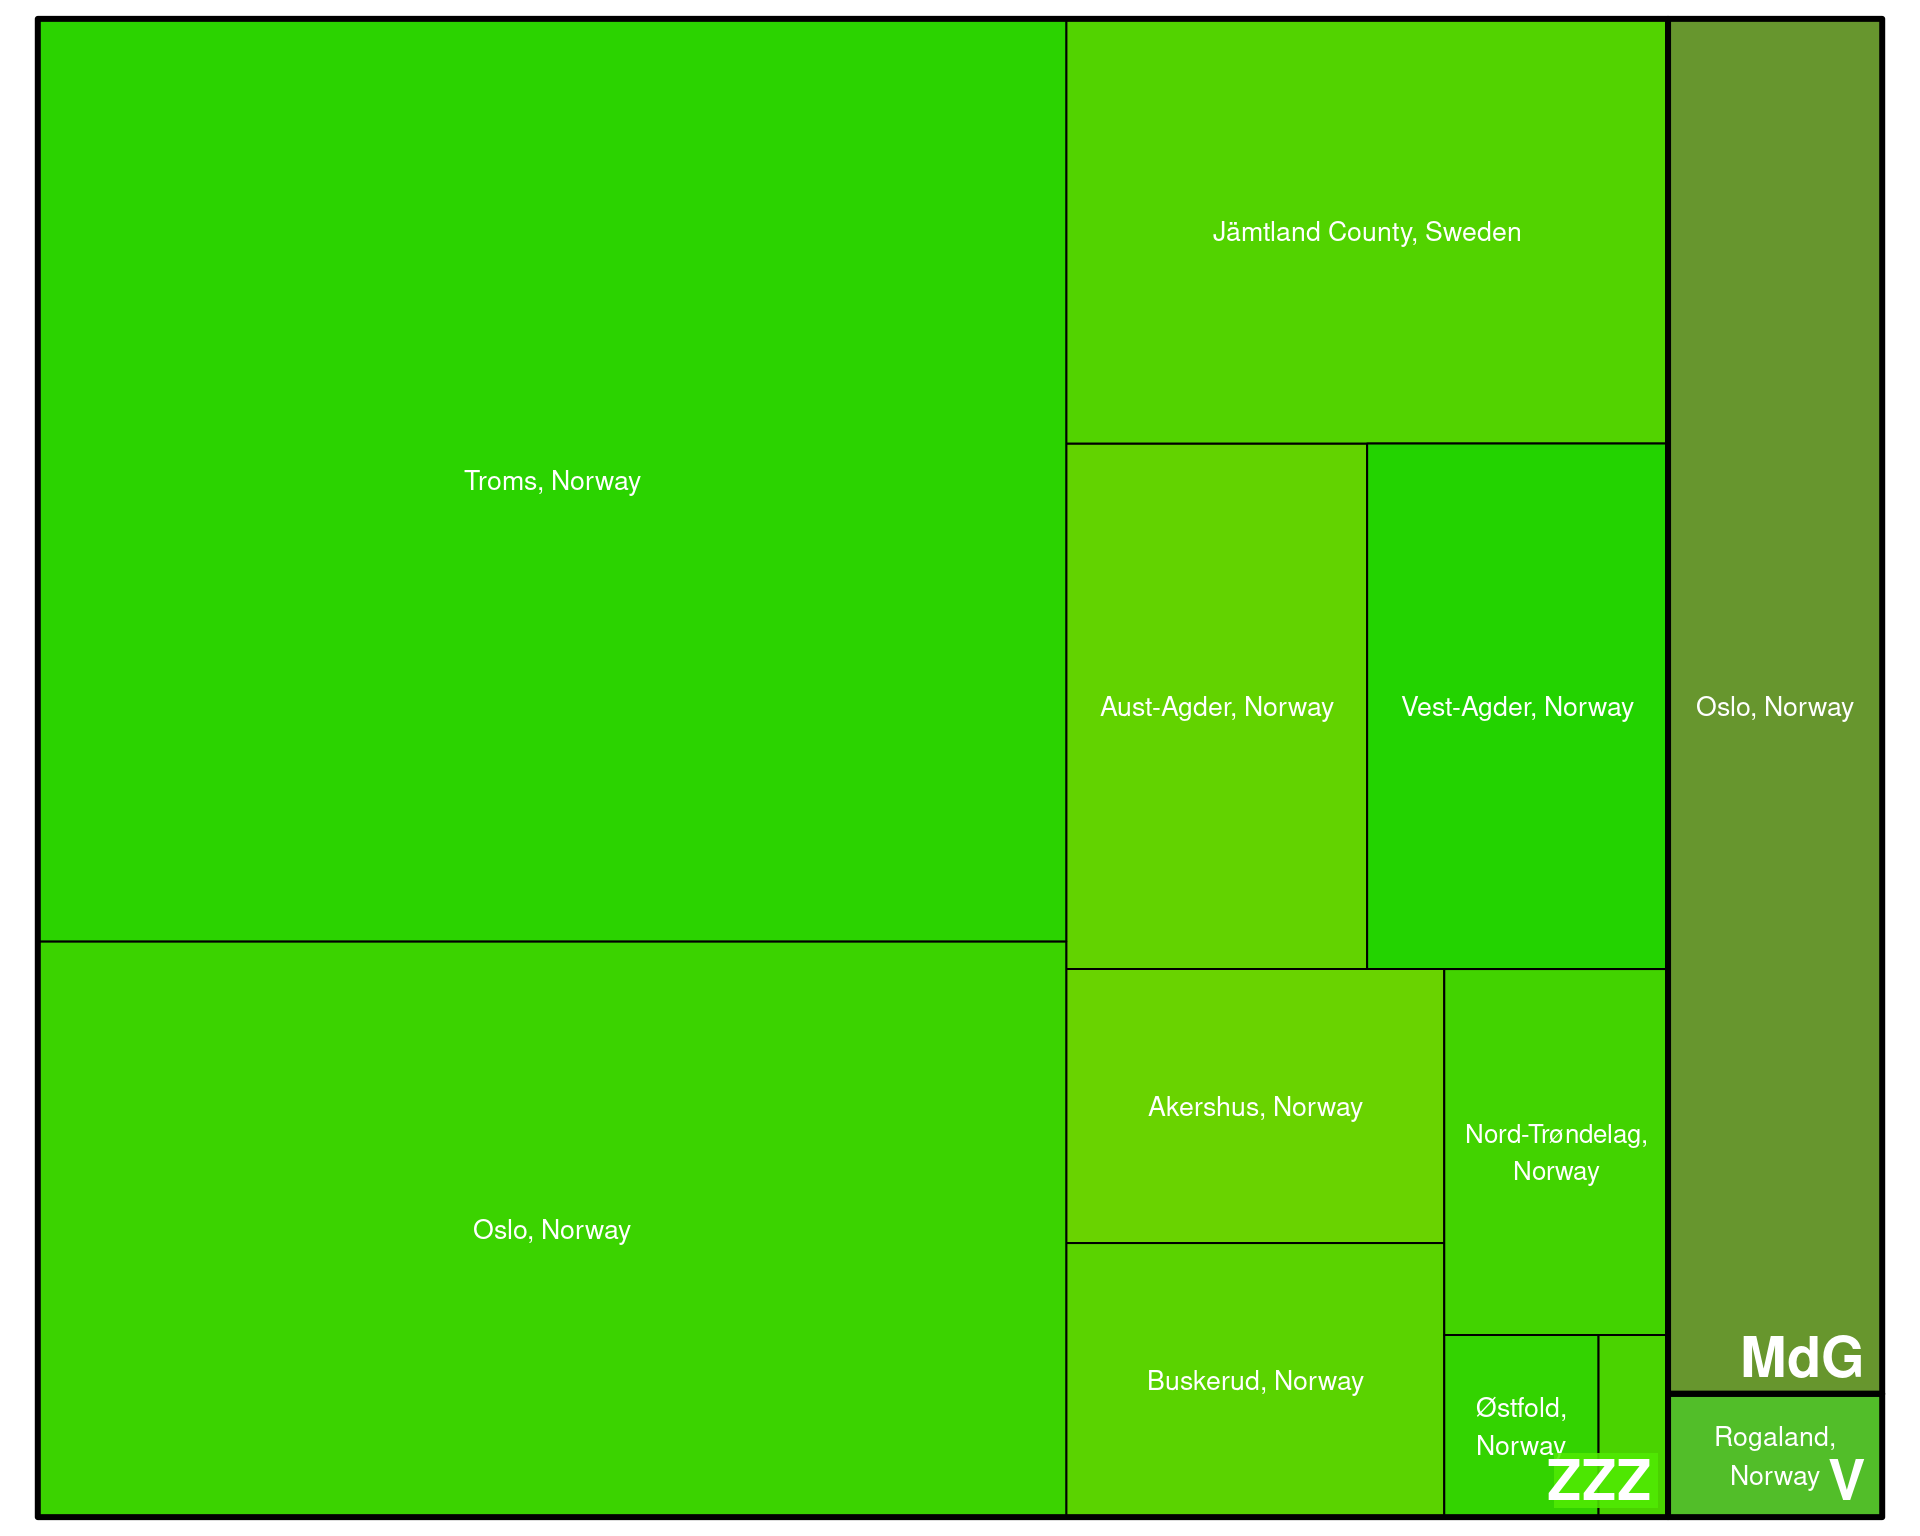 Troms, Norway
Oslo, Norway
Jämtland County, Sweden
Aust-Agder, Norway
Vest-Agder, Norway
Akershus, Norway
Buskerud, Norway
Nord-Trøndelag,
Norway
Østfold,
Norway
ZZZ
Oslo, Norway
MdG
Rogaland,
Norway
V